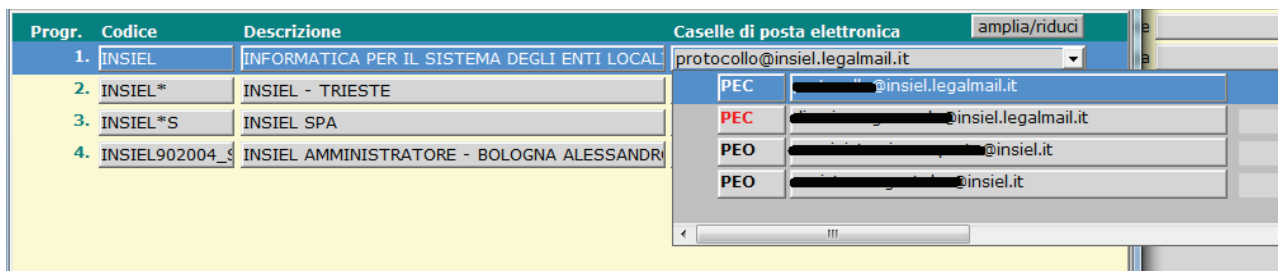 Progr. Codice Descrizione Caselle di posta elettronica amplia/riduci
1. INSIEL INFORMATICA PER IL SISTEMA DEGLI ENTI LOCALI protocollo@insiel.legalmail.it
PEC @insiel.legalmail.it
2. INSIEL* INSIEL - TRIESTE
PEC @insiel.legalmail.it
3. INSIEL*S INSIEL SPA
PEO @insiel.it
4. INSIEL902004_S INSIEL AMMINISTRATORE - BOLOGNA ALESSANDRO
PEO @insiel.it